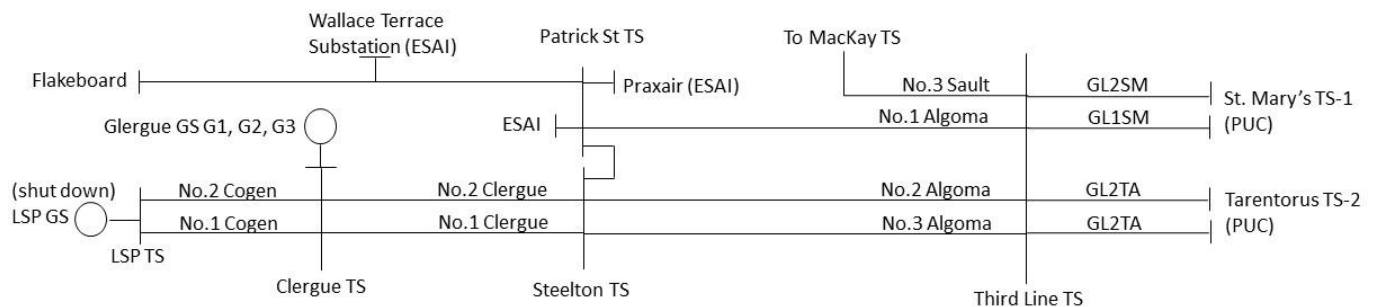 Wallace Terrace
Substation (ESAI)
Patrick St TS
To MacKay TS
Flakeboard
Praxair (ESAI)
No.3 Sault
GL2SM
St. Mary's TS-1
(PUC)
Glergue GS G1, G2, G3
ESAI
No.1 Algoma
GL1SM
(shut down)
LSP GS
No.2 Cogen
No.2 Clergue
No.2 Algoma
GL2TA
Tarentorus TS-2
(PUC)
No.1 Cogen
No.1 Clergue
No.3 Algoma
GL2TA
LSP TS
Clergue TS
Steelton TS
Third Line TS